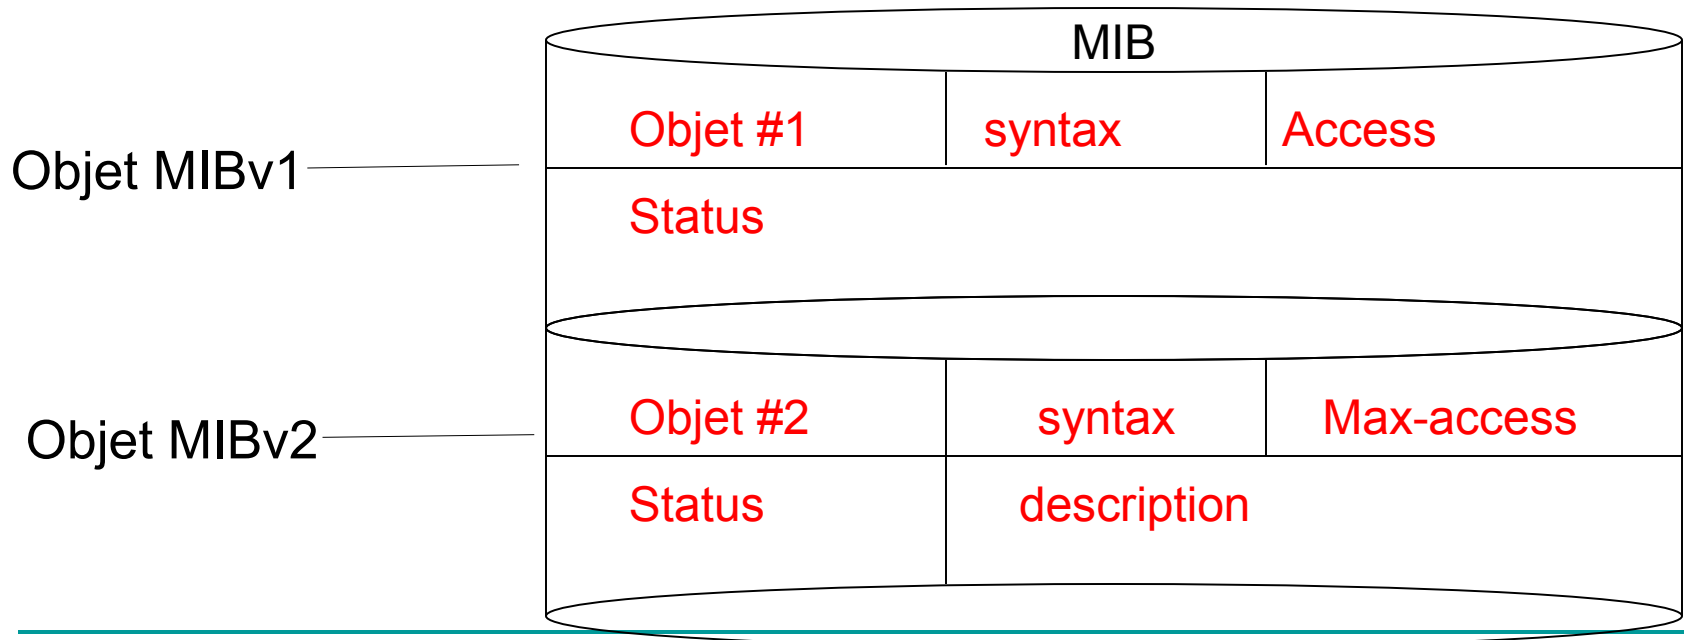 MIB
Objet #1 syntax Access
Objet MIBv1
Status
Objet #2 syntax Max-access
Objet MIBv2
Status description